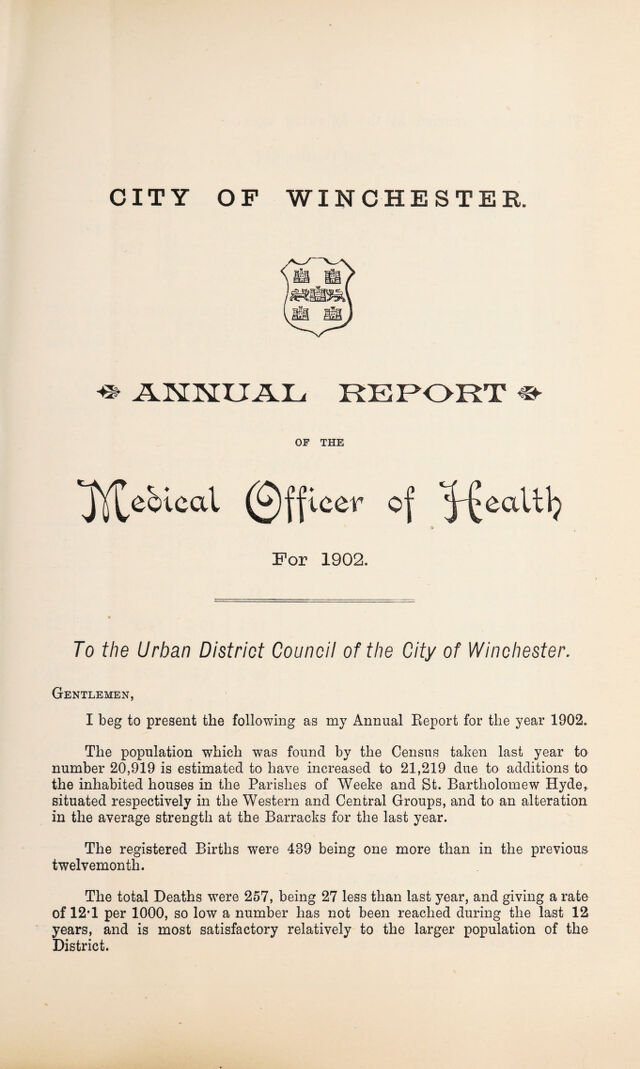 CITY OF WINCHESTER.
ANNUAL REPORT
OF THE
Medical Officer of Health
For 1902.
To the Urban District Council of the City of Winchester.
GENTLEMEN,
I beg to present the following as my Annual Report for the year 1902.
The population which was found by the Census taken last year to
number 20,919 is estimated to have increased to 21,219 due to additions to
the inhabited houses in the Parishes of Weeke and St. Bartholomew Hyde,
situated respectively in the Western and Central Groups, and to an alteration
in the average strength at the Barracks for the last year.
The registered Births were 439 being one more than in the previous
twelvemonth.
The total Deaths were 257, being 27 less than last year, and giving a rate
of 12·1 per 1000, so low a number has not been reached during the last 12
years, and is most satisfactory relatively to the larger population of the
District.